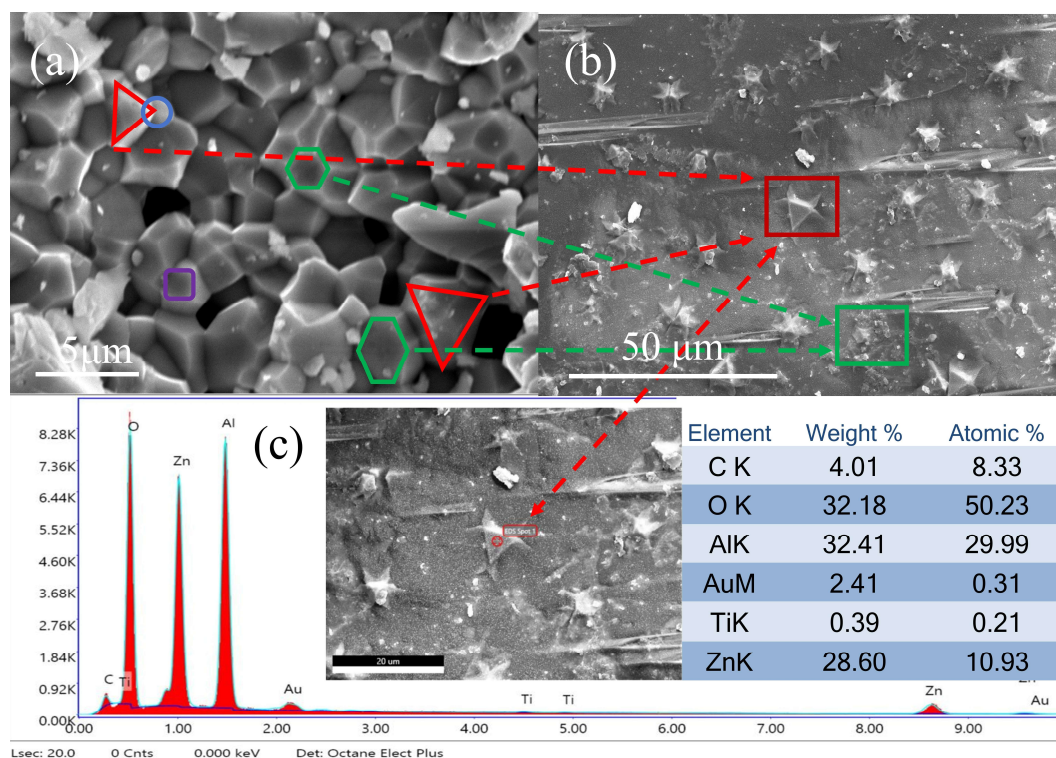 (a)
(b)
5μm
50 μm
(c)
8.28K
7.36K
6.44K
5.52K
4.60K
3.68K
2.76K
1.84K
0.92K
0.00K
O
Zn
Al
C
Ti
Au
Ti
Ti
Zn
Au
0.00
1.00
2.00
3.00
4.00
5.00
6.00
7.00
8.00
9.00
EDS Spot 1
20 um
Element Weight % Atomic %
C K 4.01 8.33
O K 32.18 50.23
AlK 32.41 29.99
AuM 2.41 0.31
TiK 0.39 0.21
ZnK 28.60 10.93
Lsec: 20.0 0 Cnts 0.000 keV Det: Octane Elect Plus